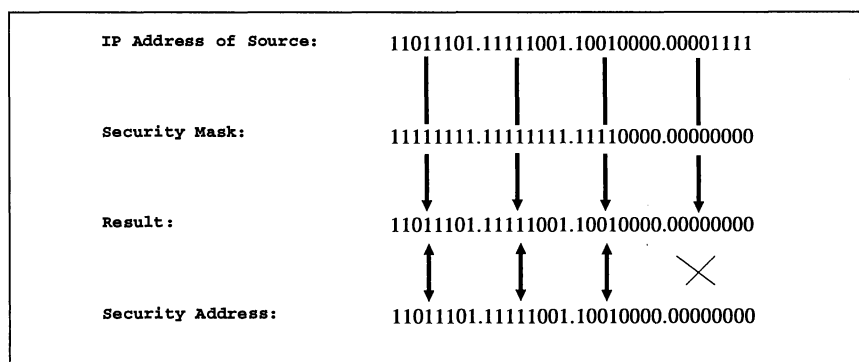 IP Address of Source: 11011101.11111001.10010000.00001111
Security Mask: 11111111.11111111.11110000.00000000
Result: 11011101.11111001.10010000.00000000
Security Address: 11011101.11111001.10010000.00000000